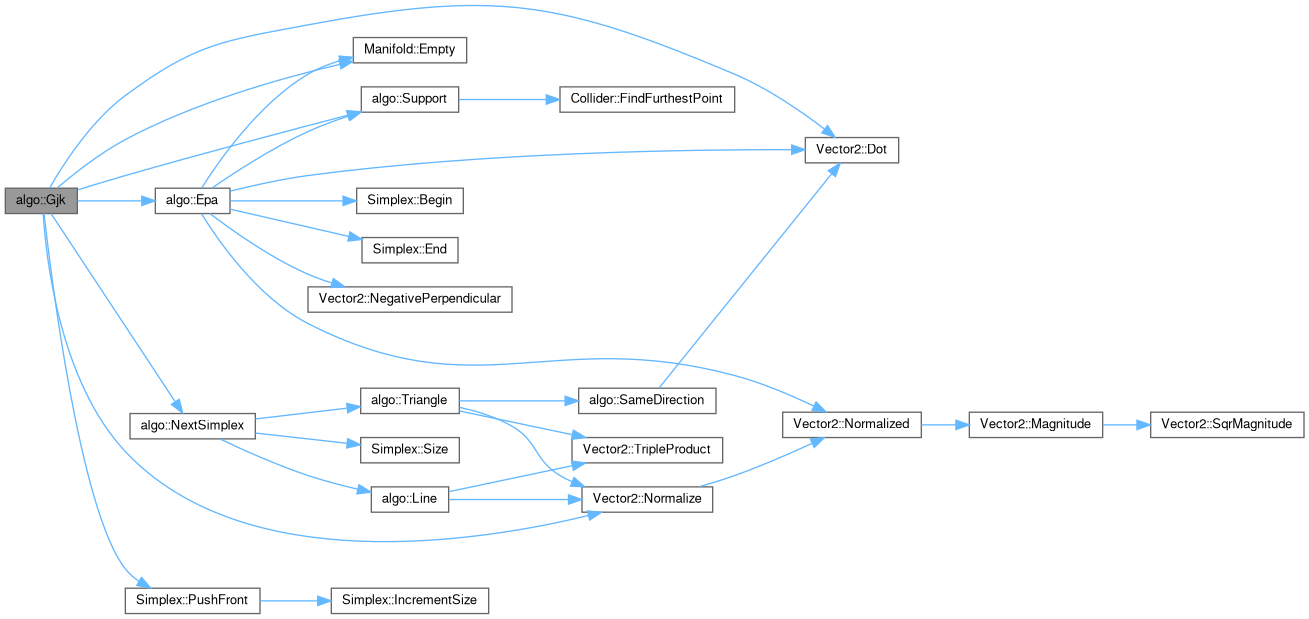 Manifold::Empty
algo::Support
Collider::FindFurthestPoint
Vector2::Dot
algo::Gjk
algo::Epa
Simplex::Begin
Simplex::End
Vector2::NegativePerpendicular
algo::Triangle
algo::SameDirection
algo::NextSimplex
Vector2::Normalized
Vector2::Magnitude
Vector2::SqrMagnitude
Simplex::Size
Vector2::TripleProduct
algo::Line
Vector2::Normalize
Simplex::PushFront
Simplex::IncrementSize